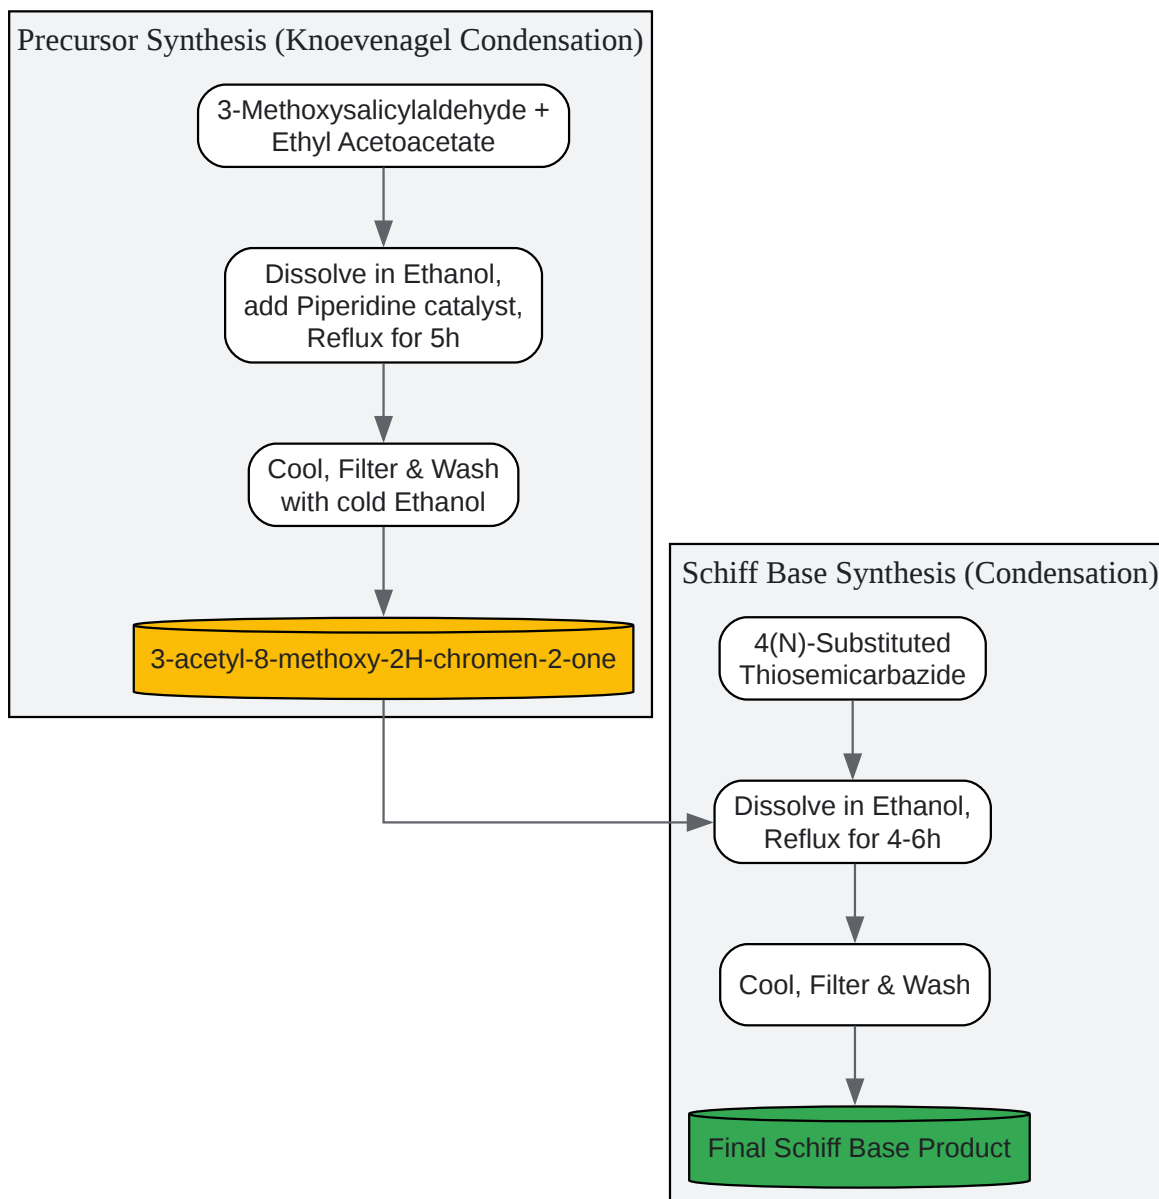 Precursor Synthesis (Knoevenagel Condensation)
3-Methoxysalicylaldehyde +
Ethyl Acetoacetate
Dissolve in Ethanol,
add Piperidine catalyst,
Reflux for 5h
Cool, Filter & Wash
with cold Ethanol
3-acetyl-8-methoxy-2H-chromen-2-one
Schiff Base Synthesis (Condensation)
4(N)-Substituted
Thiosemicarbazide
Dissolve in Ethanol,
Reflux for 4-6h
Cool, Filter & Wash
Final Schiff Base Product